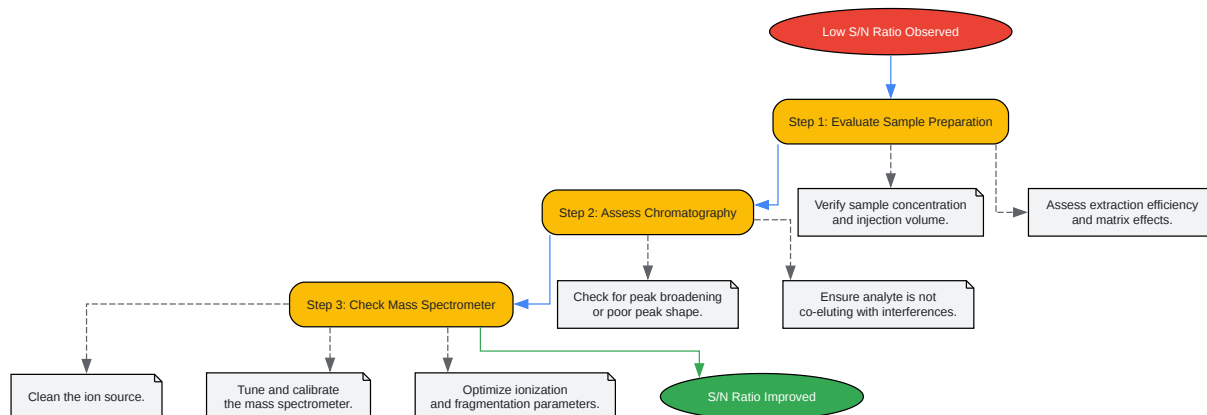 Low S/N Ratio Observed
Step 1: Evaluate Sample Preparation
Verify sample concentration
and injection volume.
Assess extraction efficiency
and matrix effects.
Step 2: Assess Chromatography
Check for peak broadening
or poor peak shape.
Ensure analyte is not
co-eluting with interferences.
Step 3: Check Mass Spectrometer
Clean the ion source.
Tune and calibrate
the mass spectrometer.
Optimize ionization
and fragmentation parameters.
S/N Ratio Improved